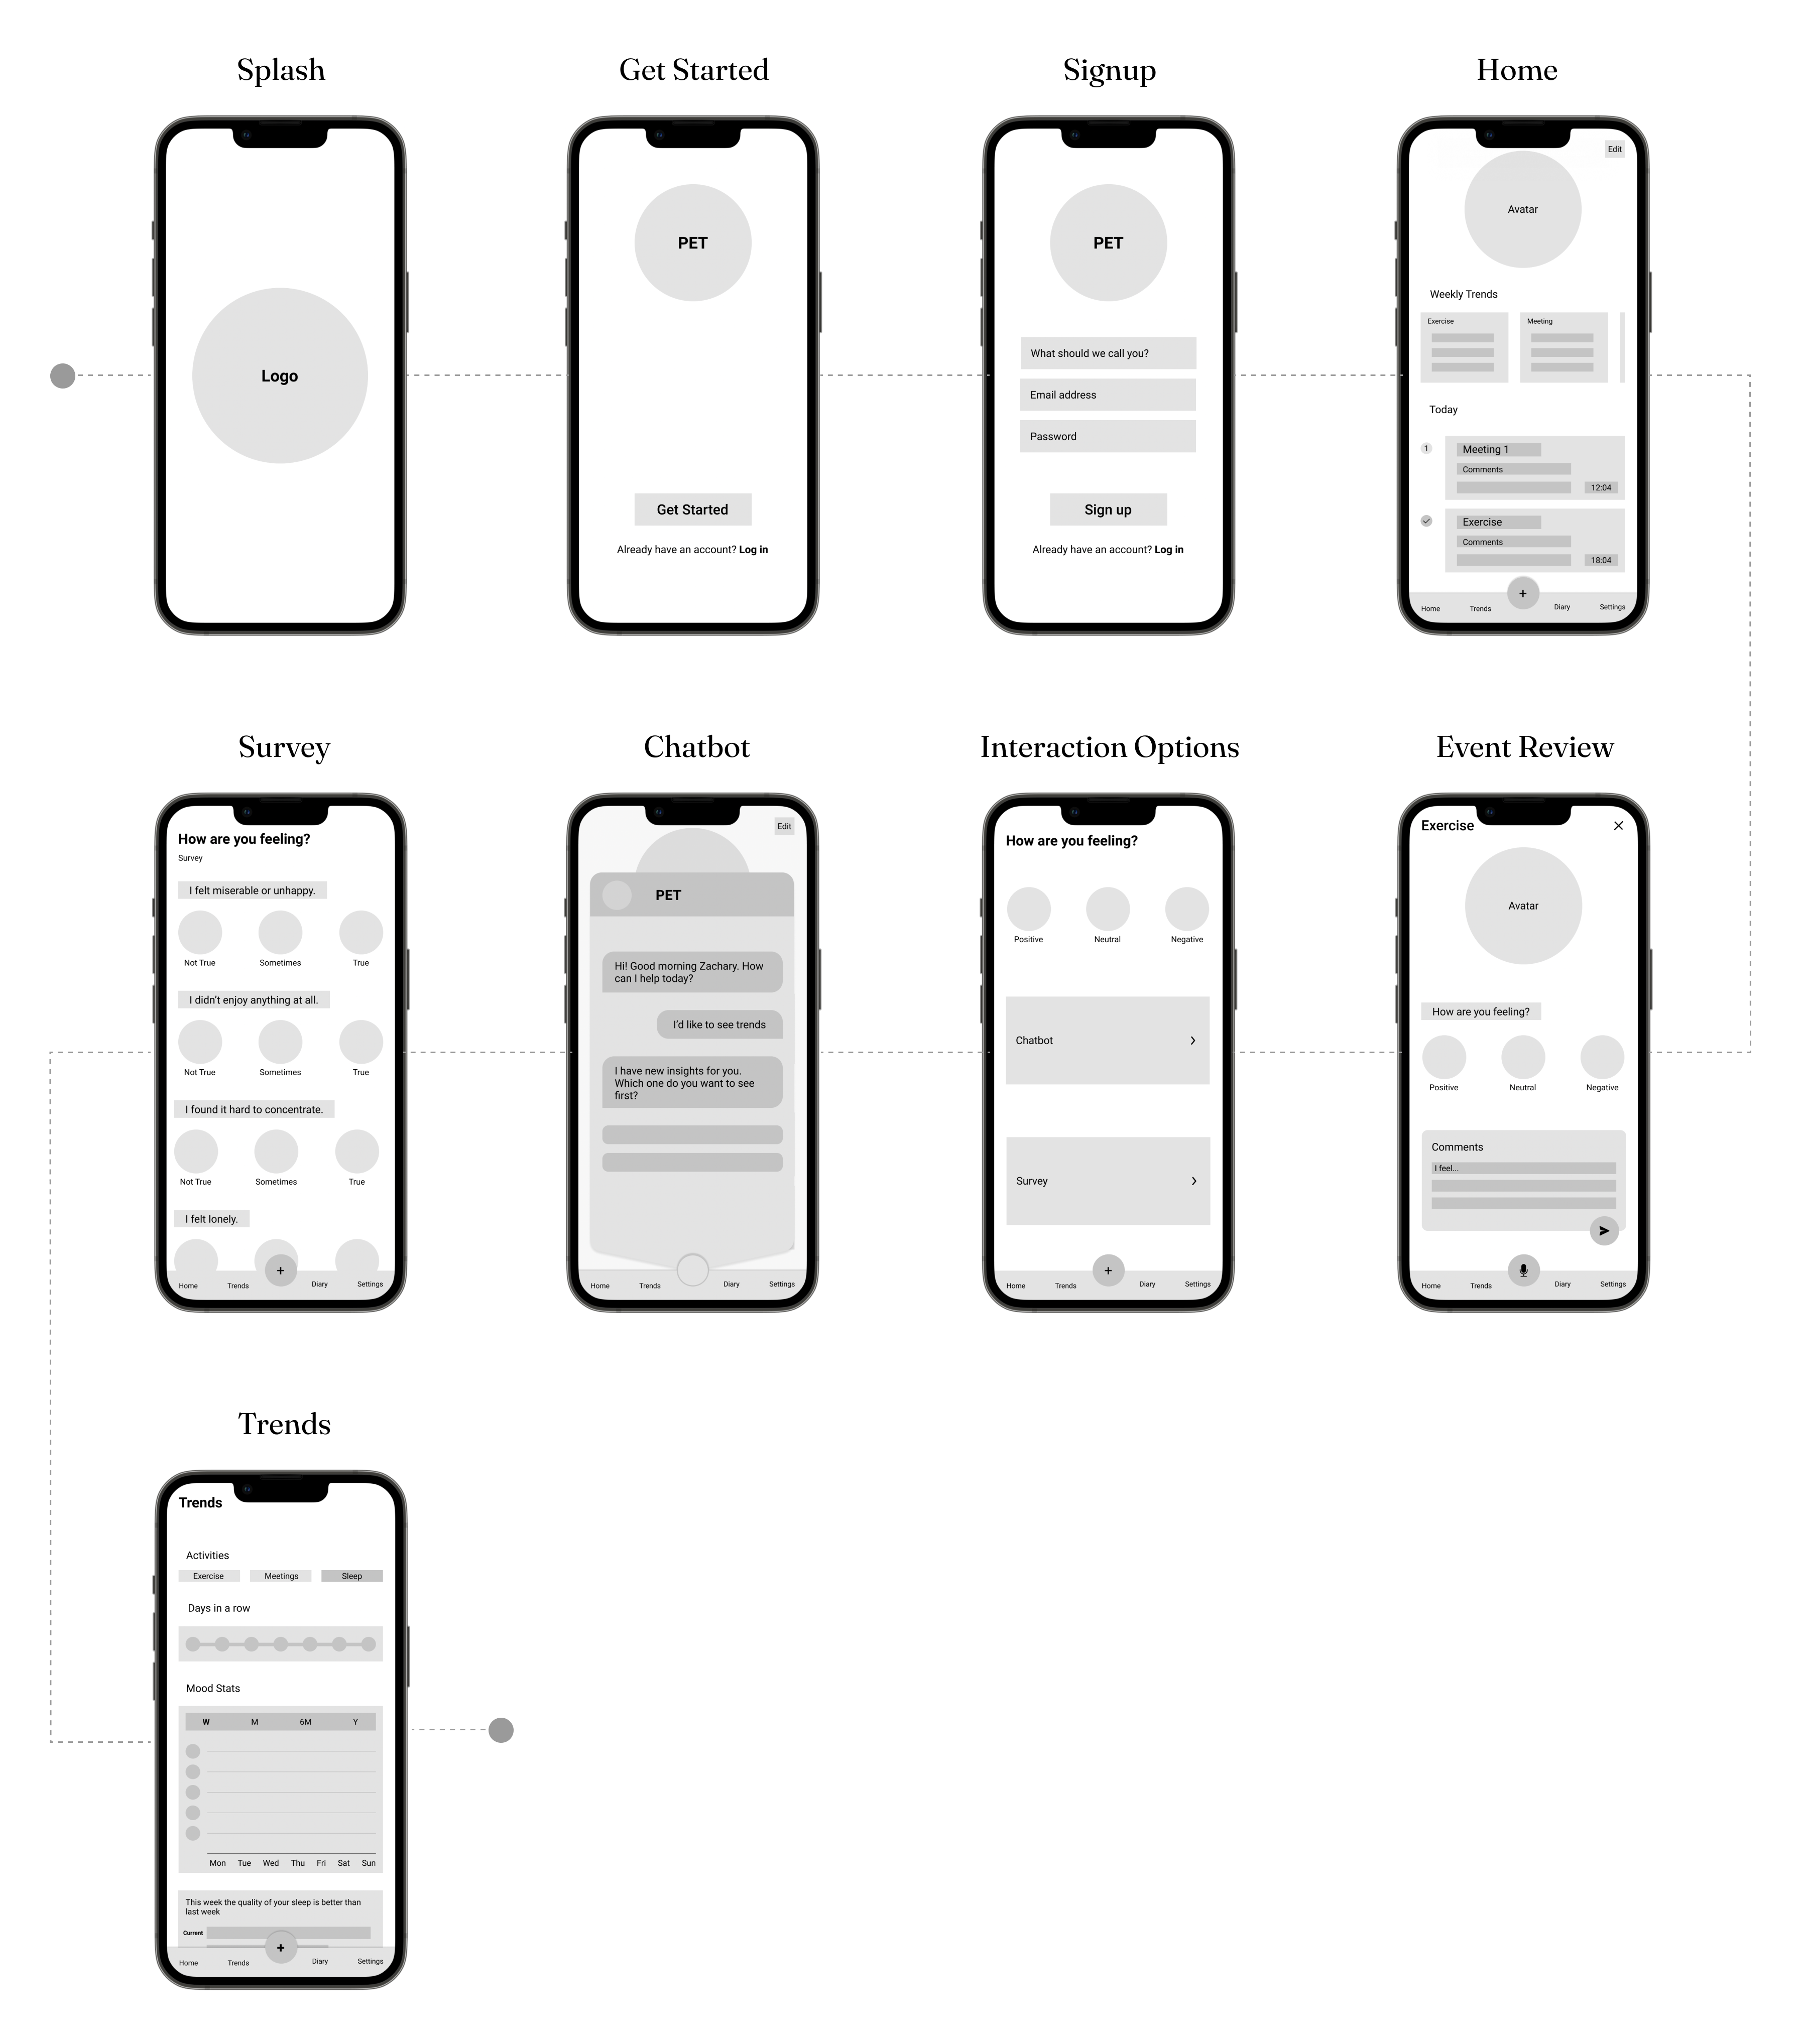 Splash
Logo
Get Started
PET
Get Started
Already have an account? Log in
Signup
PET
What should we call you?
Email address
Password
Sign up
Already have an account? Log in
Home
Edit
Avatar
Weekly Trends
Exercise
Meeting
Today
1
Meeting 1
Comments
12:04
Exercise
Comments
18:04
+
Home
Trends
Diary
Settings
Survey
How are you feeling?
Survey
I felt miserable or unhappy.
Not True
Sometimes
True
I didn't enjoy anything at all.
Not True
Sometimes
True
I found it hard to concentrate.
Not True
Sometimes
True
I felt lonely.
+
Home
Trends
Diary
Settings
Chatbot
Edit
PET
Hi! Good morning Zachary. How
can I help today?
I'd like to see trends
I have new insights for you.
Which one do you want to see
first?
Home
Trends
Diary
Settings
Interaction Options
How are you feeling?
Positive
Neutral
Negative
Chatbot
Survey
+
Home
Trends
Diary
Settings
Event Review
Exercise
Avatar
How are you feeling?
Positive
Neutral
Negative
Comments
I feel...
Home
Trends
Diary
Settings
Trends
Trends
Activities
Exercise
Meetings
Sleep
Days in a row
Mood Stats
W
M
6M
Y
Mon
Tue
Wed
Thu
Fri
Sat
Sun
This week the quality of your sleep is better than
last week
Current
+
Home
Trends
Diary
Settings